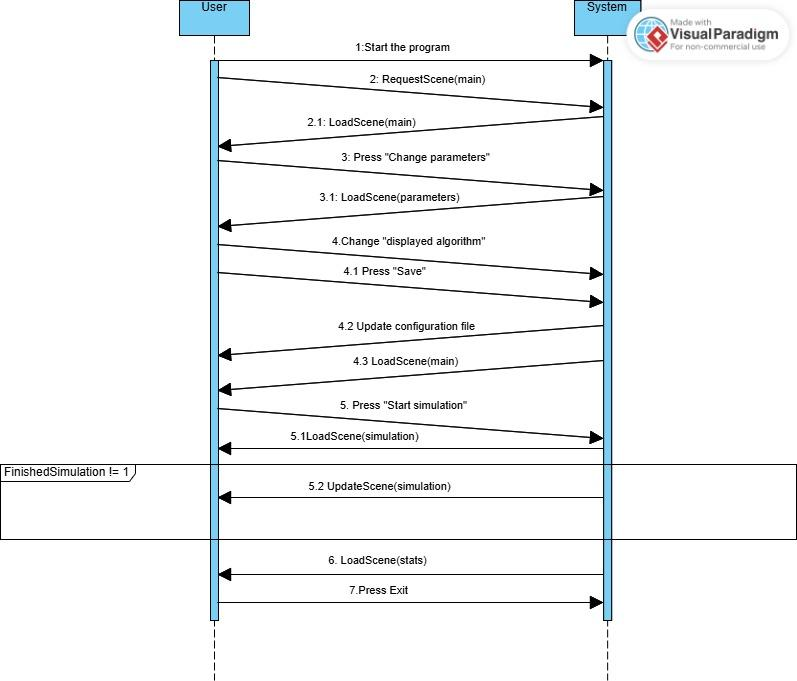 User
System
Made with
VisualParadigm
For non-commercial use
1:Start the program
2: RequestScene(main)
2.1: LoadScene(main)
3: Press "Change parameters"
3.1: LoadScene(parameters)
4.Change "displayed algorithm"
4.1 Press "Save"
4.2 Update configuration file
4.3 LoadScene(main)
5. Press "Start simulation"
5.1LoadScene(simulation)
FinishedSimulation != 1
5.2 UpdateScene(simulation)
6. LoadScene(stats)
7.Press Exit